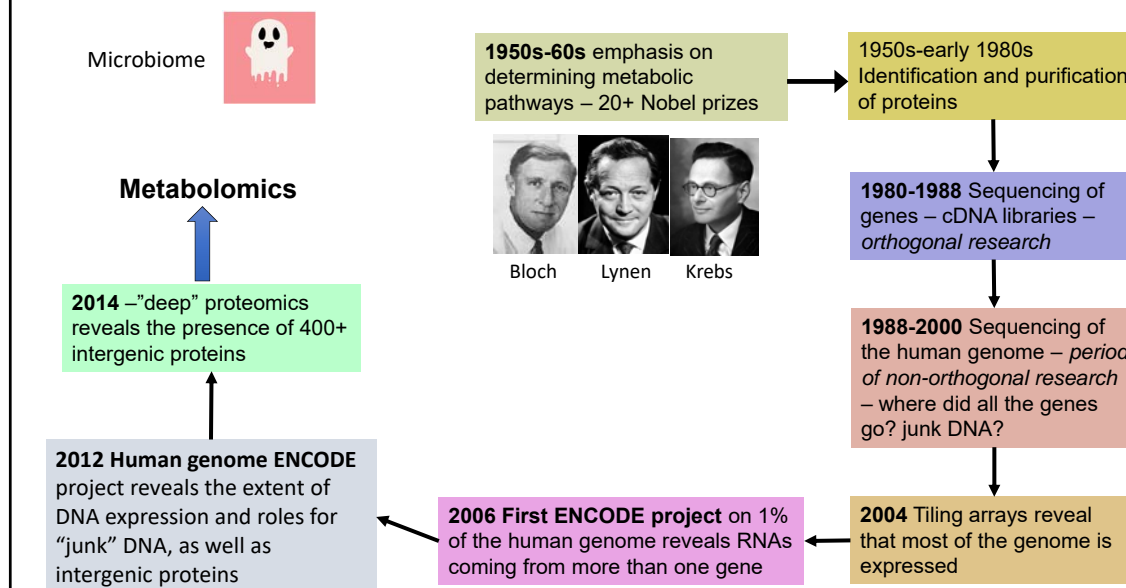 Microbiome
1950s-60s emphasis on
determining metabolic
pathways – 20+ Nobel prizes
1950s-early 1980s
Identification and purification
of proteins
Bloch
Lynen
Krebs
1980-1988 Sequencing of
genes – cDNA libraries –
orthogonal research
1988-2000 Sequencing of
the human genome – period
of non-orthogonal research
– where did all the genes
go? junk DNA?
2004 Tiling arrays reveal
that most of the genome is
expressed
2006 First ENCODE project on 1%
of the human genome reveals RNAs
coming from more than one gene
2012 Human genome ENCODE
project reveals the extent of
DNA expression and roles for
“junk” DNA, as well as
intergenic proteins
2014 –”deep” proteomics
reveals the presence of 400+
intergenic proteins
Metabolomics